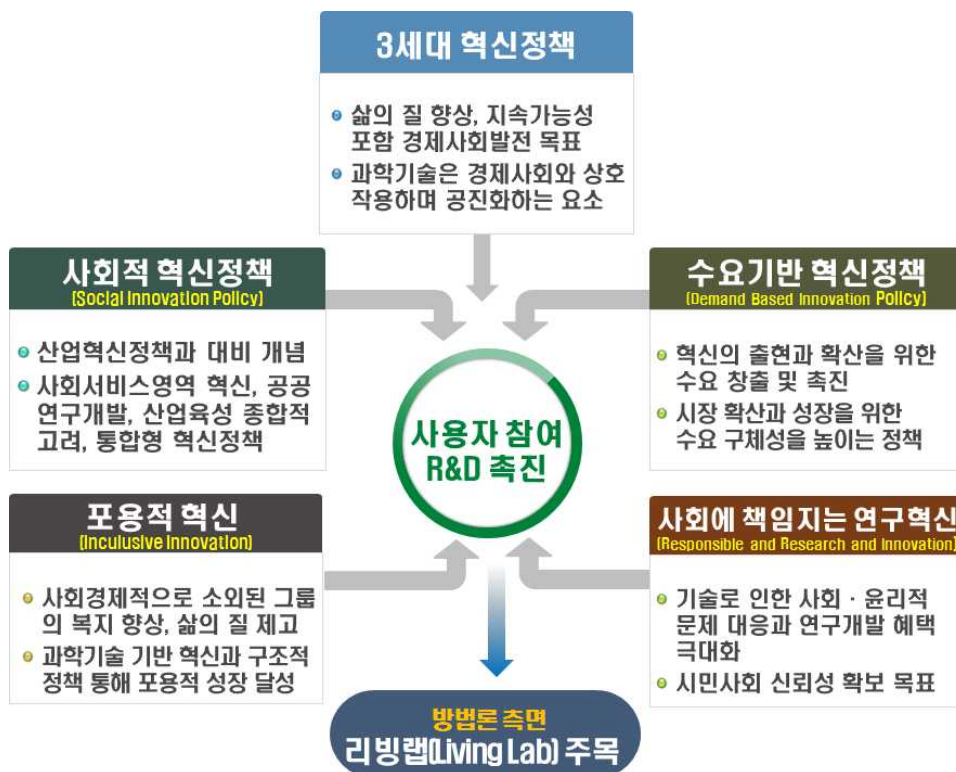 3세대 혁신정책
삶의 질 향상, 지속가능성
포함 경제사회발전 목표
과학기술은 경제사회와 상호
작용하며 공진화하는 요소
사회적 혁신정책
(Social Innovation Policy)
산업혁신정책과 대비 개념
사회서비스영역 혁신, 공공
연구개발, 산업육성 종합적
고려, 통합형 혁신정책
수요기반 혁신정책
(Demand Based Innovation Policy)
혁신의 출현과 확산을 위한
수요 창출 및 촉진
시장 확산과 성장을 위한
수요 구체성을 높이는 정책
사용자 참여
R&D 촉진
포용적 혁신
(Inculusive Innovation)
사회경제적으로 소외된 그룹
의 복지 향상, 삶의 질 제고
과학기술 기반 혁신과 구조적
정책 통해 포용적 성장 달성
사회에 책임지는 연구혁신
(Responsible and Research and Innovation)
기술로 인한 사회 · 윤리적
문제 대응과 연구개발 혜택
극대화
시민사회 신뢰성 확보 목표
방법론 측면
리빙랩(Living Lab) 주목